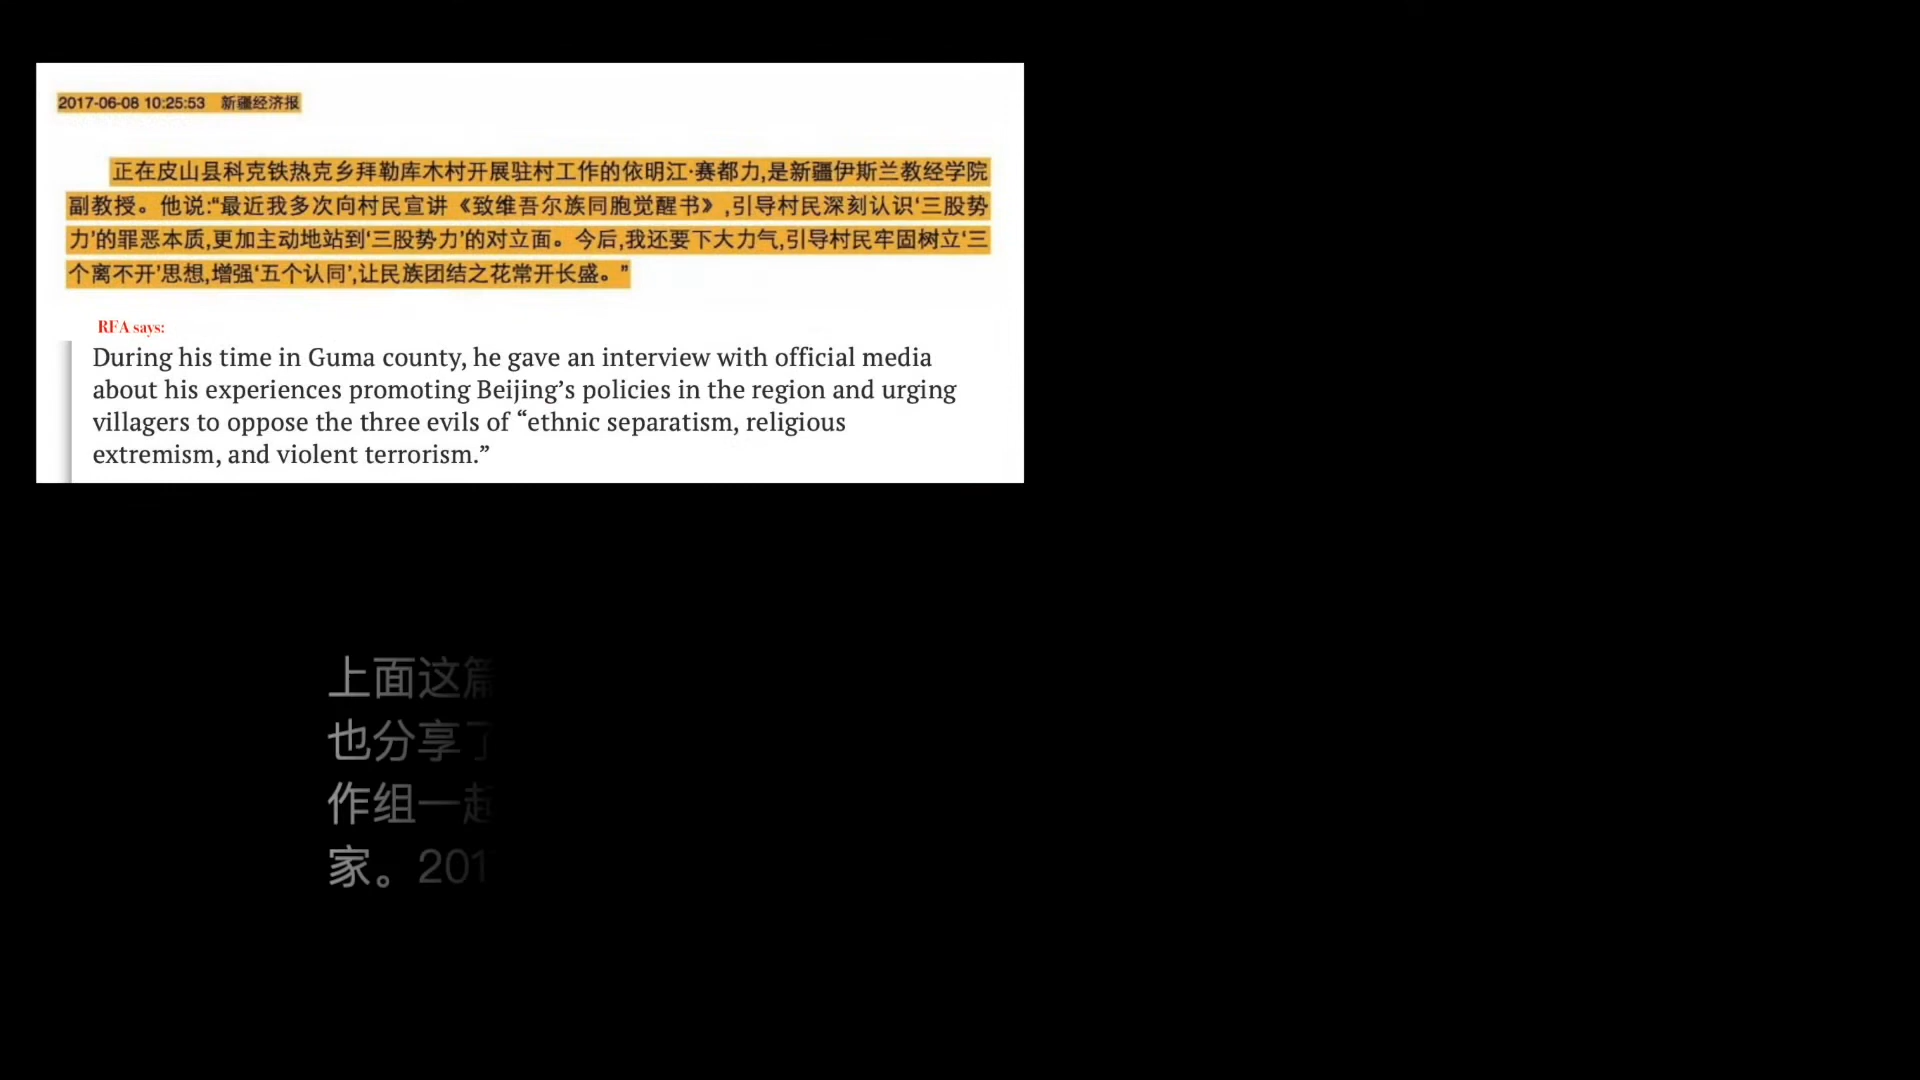 2017-06-08 10:25:53 新疆经济报
正在皮山县科克铁热克乡拜勒库木村开展驻村工作的依明江·赛都力,是新疆伊斯兰教经学院
副教授。他说:“最近我多次向村民宣讲《致维吾尔族同胞觉醒书》,引导村民深刻认识‘三股势
力’的罪恶本质,更加主动地站到‘三股势力’的对立面。今后,我还要下大力气,引导村民牢固树立‘三
个离不开’思想,增强‘五个认同’,让民族团结之花常开长盛。”
RFA says:
During his time in Guma county, he gave an interview with official media
about his experiences promoting Beijing’s policies in the region and urging
villagers to oppose the three evils of “ethnic separatism, religious
extremism, and violent terrorism.”
上面这篇
也分享了
作组一起
家。201